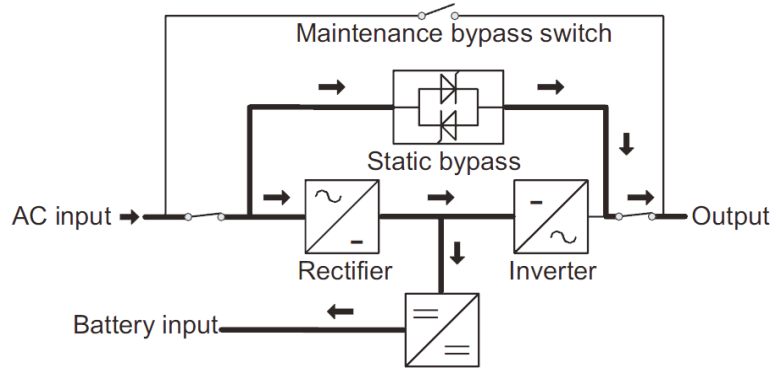 Maintenance bypass switch
Static bypass
AC input
Output
Rectifier
Inverter
Battery input